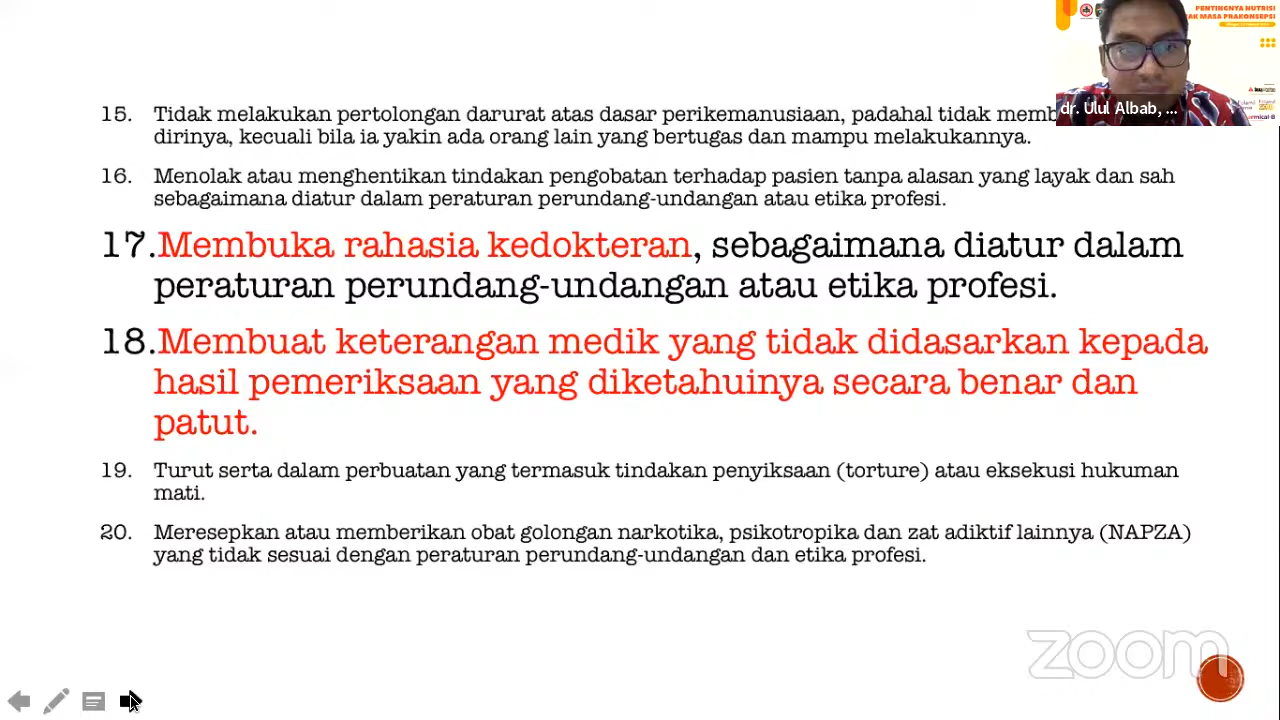 PENTINGNYA NUTRISI
MASA PRAKONSEPSI
dr. Ulul Albab, ...
15. Tidak melakukan pertolongan darurat atas dasar perikemanusiaan, padahal tidak memb
dirinya, kecuali bila ia yakin ada orang lain yang bertugas dan mampu melakukannya.
16. Menolak atau menghentikan tindakan pengobatan terhadap pasien tanpa alasan yang layak dan sah
sebagaimana diatur dalam peraturan perundang-undangan atau etika profesi.
17.Membuka rahasia kedokteran, sebagaimana diatur dalam
peraturan perundang-undangan atau etika profesi.
18.Membuat keterangan medik yang tidak didasarkan kepada
hasil pemeriksaan yang diketahuinya secara benar dan
patut.
19. Turut serta dalam perbuatan yang termasuk tindakan penyiksaan (torture) atau eksekusi hukuman
mati.
20. Meresepkan atau memberikan obat golongan narkotika, psikotropika dan zat adiktif lainnya (NAPZA)
yang tidak sesuai dengan peraturan perundang-undangan dan etika profesi.
zoom